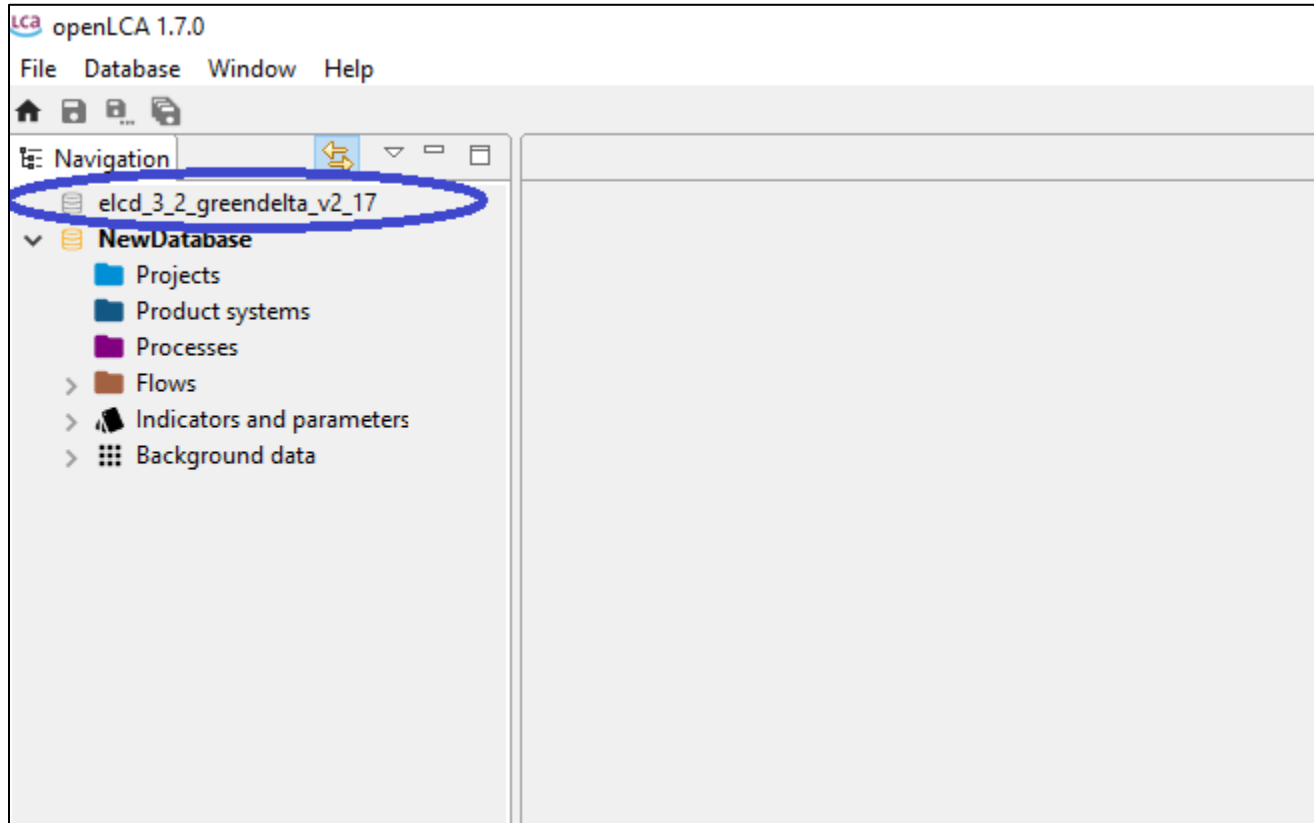 LCa openLCA 1.7.0
File Database Window Help
Navigation
elcd_3_2_greendelta_v2_17
NewDatabase
Projects
Product systems
Processes
Flows
Indicators and parameters
Background data